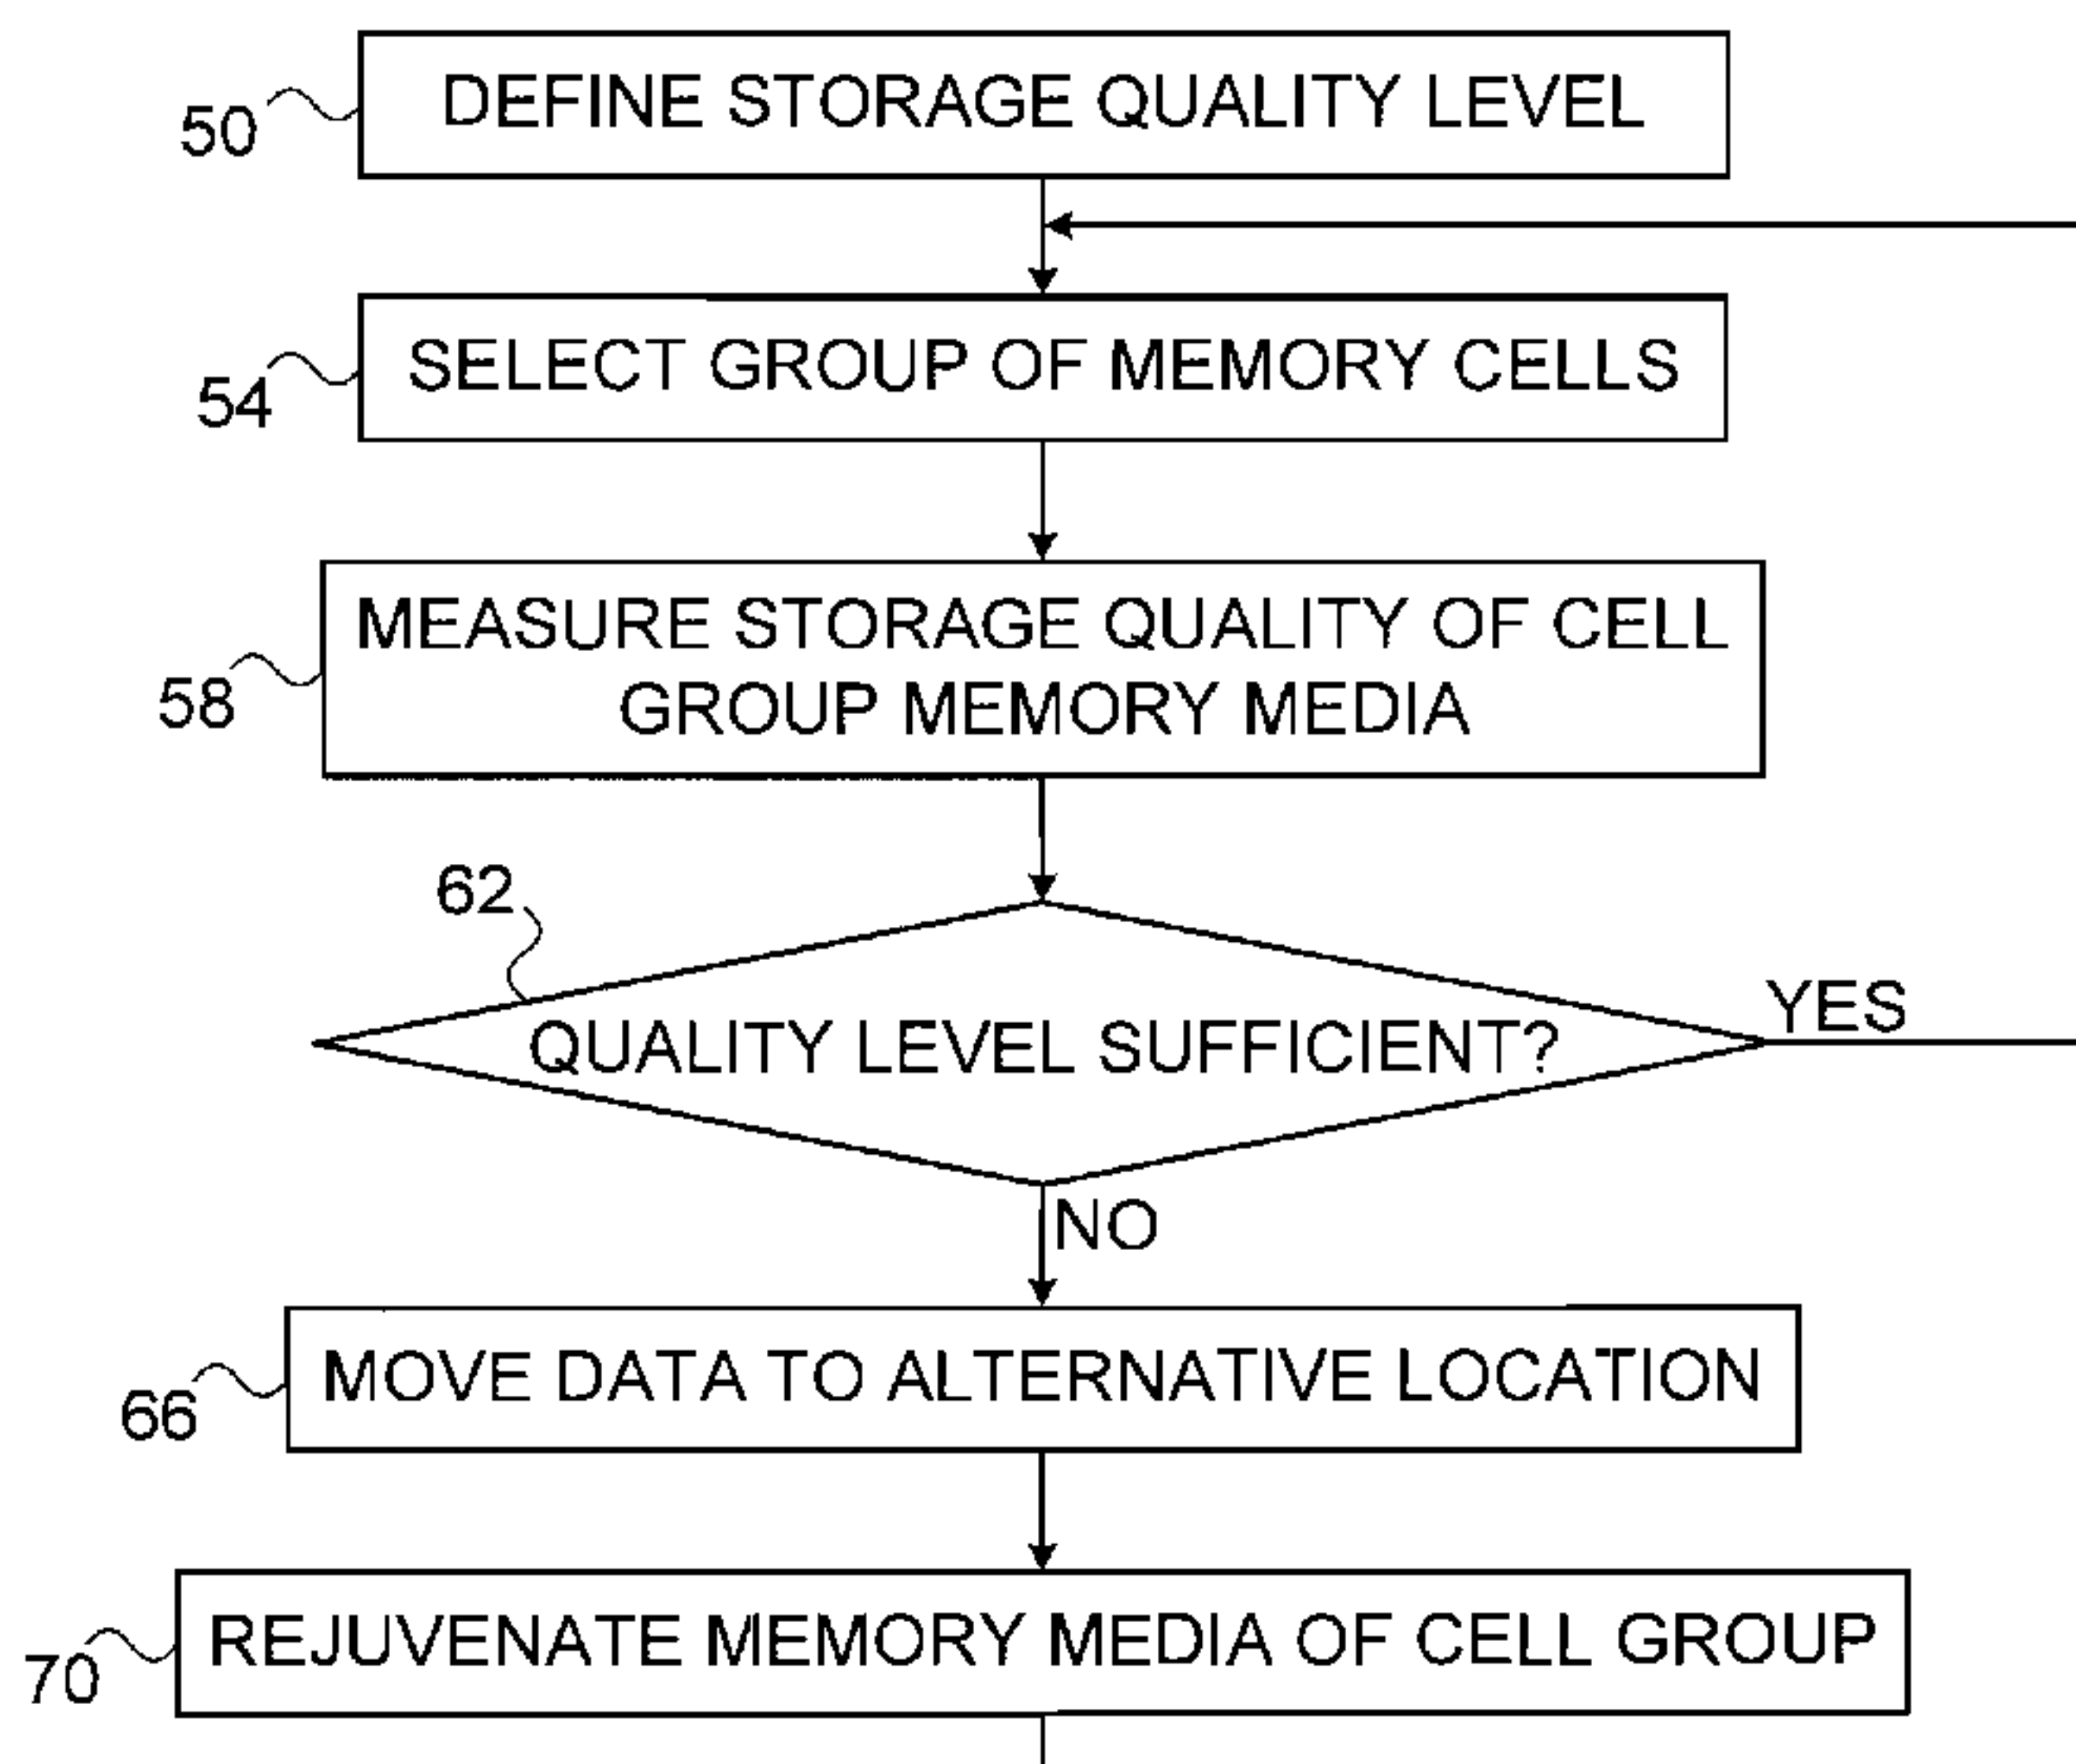 DEFINE STORAGE QUALITY LEVEL
50
SELECT GROUP OF MEMORY CELLS
54
MEASURE STORAGE QUALITY OF CELL
GROUP MEMORY MEDIA
58
62
QUALITY LEVEL SUFFICIENT?
YES
NO
MOVE DATA TO ALTERNATIVE LOCATION
66
REJUVENATE MEMORY MEDIA OF CELL GROUP
70